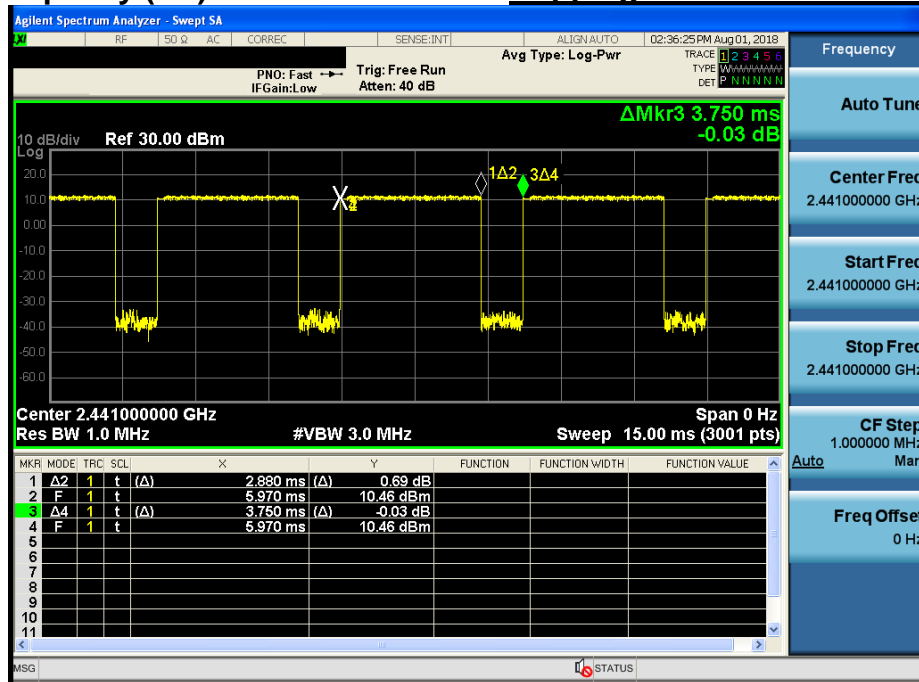 Agilent Spectrum Analyzer - Swept SA
RF 50 Ω AC CORREC SENSE:INT ALIGN AUTO 02:36:25 PM Aug 01, 2018
Frequency
Avg Type: Log-Pwr
TRACE 1 2 3 4 5 6
PNO: Fast Trig: Free Run
TYPE WWWWWW
IFGain:Low Atten: 40 dB
DET P N N N N N
Auto Tune
ΔMkr3 3.750 ms
-0.03 dB
10 dB/div Ref 30.00 dBm
Log
20.0
10.0
0.00
-10.0
-20.0
-30.0
-40.0
-50.0
-60.0
1Δ2 3Δ4
X
Center Freq
2.441000000 GHz
Start Freq
2.441000000 GHz
Stop Freq
2.441000000 GHz
Center 2.441000000 GHz Span 0 Hz
Res BW 1.0 MHz #VBW 3.0 MHz Sweep 15.00 ms (3001 pts)
CF Step
1.000000 MHz
Auto Man
Freq Offset
0 Hz
MKR MODE TRC SCL X Y FUNCTION FUNCTION WIDTH FUNCTION VALUE
1 Δ2 1 t (Δ) 2.880 ms (Δ) 0.69 dB
2 F 1 t 5.970 ms 10.46 dBm
3 Δ4 1 t (Δ) 3.750 ms (Δ) -0.03 dB
4 F 1 t 5.970 ms 10.46 dBm
5
6
7
8
9
10
11
MSG STATUS